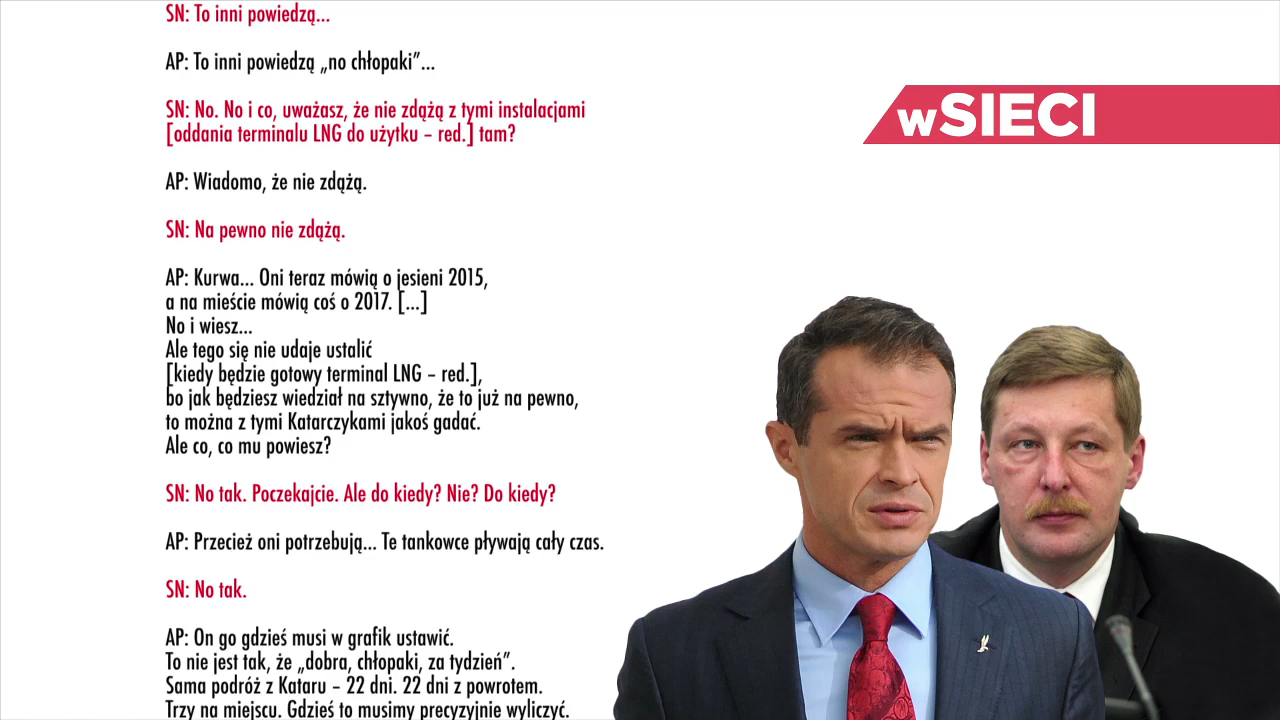 SN: To inni powiedzą...
AP: To inni powiedzą „no chłopaki”...
SN: No. No i co, uważasz, że nie zdążą z tymi instalacjami
[oddania terminalu LNG do użytku – red.] tam?
AP: Wiadomo, że nie zdążą.
SN: Na pewno nie zdążą.
AP: Kurwa... Oni teraz mówią o jesieni 2015,
a na mieście mówią coś o 2017. [...]
No i wiesz...
Ale tego się nie udaje ustalić
[kiedy będzie gotowy terminal LNG – red.],
bo jak będziesz wiedział na sztywno, że to już na pewno,
to można z tymi Katarczykami jakoś gadać.
Ale co, co mu powiesz?
SN: No tak. Poczekajcie. Ale do kiedy? Nie? Do kiedy?
AP: Przecież oni potrzebują... Te tankowce pływają cały czas.
SN: No tak.
AP: On go gdzieś musi w grafik ustawić.
To nie jest tak, że „dobra, chłopaki, za tydzień”.
Sama podróż z Kataru – 22 dni. 22 dni z powrotem.
Trzy na miejscu. Gdzieś to musimy precyzyjnie wyliczyć.
wSIECI